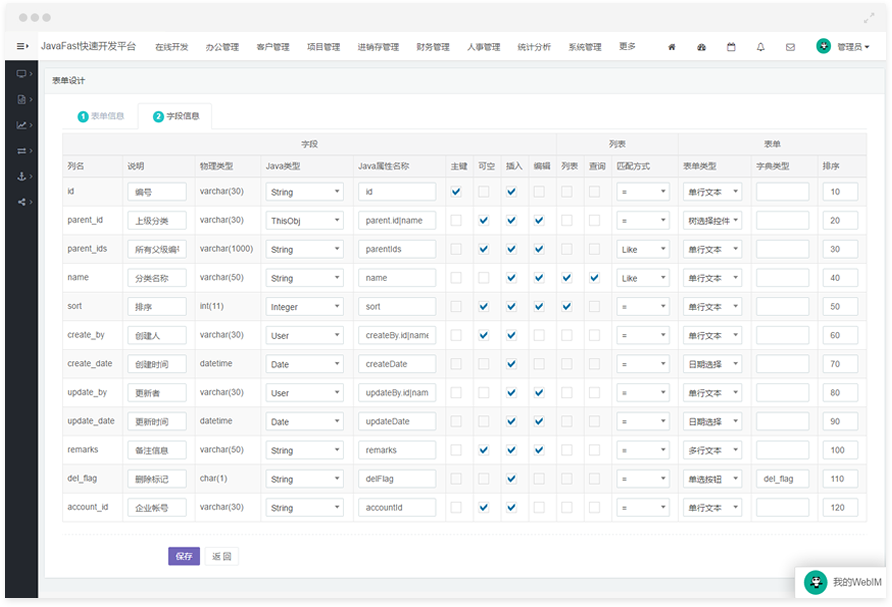 JavaFast快速开发平台 在线开发 办公管理 客户管理 项目管理 进销存管理 财务管理 人事管理 统计分析 系统管理 更多 管理员
表单设计
1 表单信息 2 字段信息
字段 列表 表单
列名 说明 物理类型 Java类型 Java属性名称 主键 可空 插入 编辑 列表 查询 匹配方式 表单类型 字典类型 排序
id 编号 varchar(30) String id = 单行文本 10
parent_id 上级分类 varchar(30) ThisObj parent.id|name = 树选择控件 20
parent_ids 所有父级编 varchar(1000) String parentIds Like 单行文本 30
name 分类名称 varchar(50) String name Like 单行文本 40
sort 排序 int(11) Integer sort = 单行文本 50
create_by 创建人 varchar(30) User createBy.id|name = 单行文本 60
create_date 创建时间 datetime Date createDate = 日期选择 70
update_by 更新者 varchar(30) User updateBy.id|nam = 单行文本 80
update_date 更新时间 datetime Date updateDate = 日期选择 90
remarks 备注信息 varchar(50) String remarks = 多行文本 100
del_flag 删除标记 char(1) String delFlag = 单选按钮 del_flag 110
account_id 企业帐号 varchar(30) String accountId = 单行文本 120
保存 返回
我的WebIM